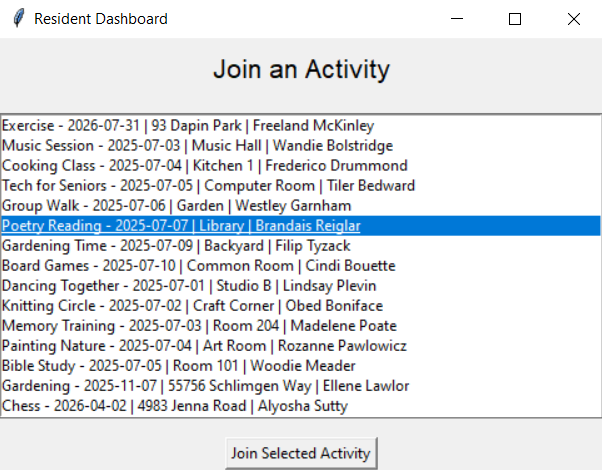 Resident Dashboard
Join an Activity
Exercise - 2026-07-31 | 93 Dapin Park | Freeland McKinley
Music Session - 2025-07-03 | Music Hall | Wandie Bolstridge
Cooking Class - 2025-07-04 | Kitchen 1 | Frederico Drummond
Tech for Seniors - 2025-07-05 | Computer Room | Tiler Bedward
Group Walk - 2025-07-06 | Garden | Westley Garnham
Poetry Reading - 2025-07-07 | Library | Brandais Reiglar
Gardening Time - 2025-07-09 | Backyard | Filip Tyzack
Board Games - 2025-07-10 | Common Room | Cindi Bouette
Dancing Together - 2025-07-01 | Studio B | Lindsay Plevin
Knitting Circle - 2025-07-02 | Craft Corner | Obed Boniface
Memory Training - 2025-07-03 | Room 204 | Madelene Poate
Painting Nature - 2025-07-04 | Art Room | Rozanne Pawlowicz
Bible Study - 2025-07-05 | Room 101 | Woodie Meader
Gardening - 2025-11-07 | 55756 Schlimgen Way | Ellene Lawlor
Chess - 2026-04-02 | 4983 Jenna Road | Alyosha Sutty
Join Selected Activity